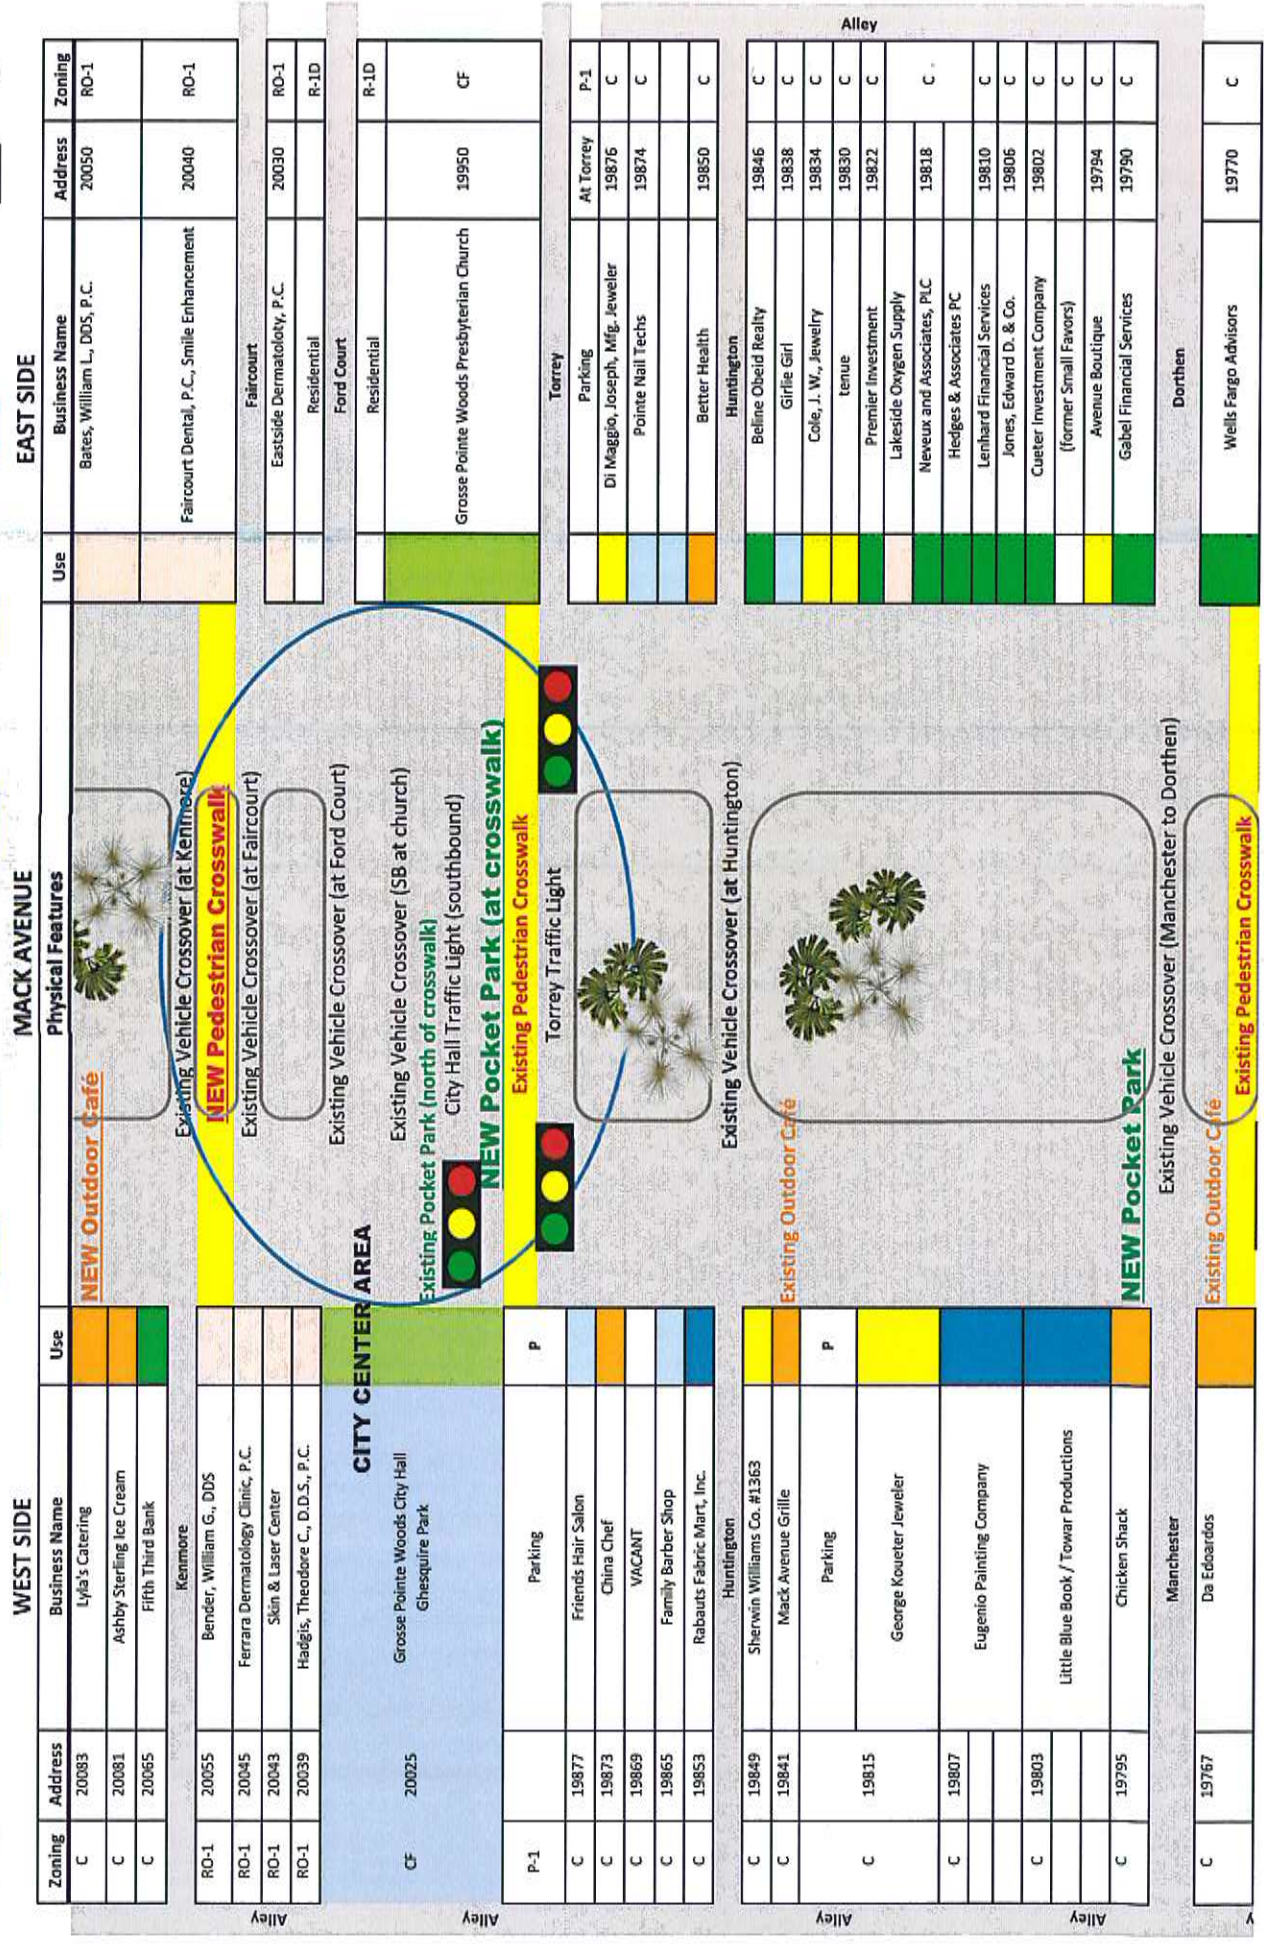 WEST SIDE
MACK AVENUE
EAST SIDE
Zoning Address Business Name Use Physical Features Use Business Name Address Zoning
C 20083 Lyla's Catering
NEW Outdoor Café
Bates, William L., DDS, P.C. 20050 RO-1
C 20081 Ashby Sterling Ice Cream
C 20065 Fifth Third Bank
Faircourt Dental, P.C., Smile Enhancement 20040 RO-1
Kenmore
Existing Vehicle Crossover (at Kenmore)
RO-1 20055 Bender, William G., DDS
NEW Pedestrian Crosswalk
RO-1 20045 Ferrara Dermatology Clinic, P.C.
Existing Vehicle Crossover (at Faircourt)
Faircourt
Alley
RO-1 20043 Skin & Laser Center
Eastside Dermatoloty, P.C. 20030 RO-1
RO-1 20039 Hadgis, Theodore C., D.D.S., P.C.
Residential R-1D
Existing Vehicle Crossover (at Ford Court)
Ford Court
CITY CENTER AREA
Residential R-1D
CF 20025 Grosse Pointe Woods City Hall
Ghesquire Park
Existing Vehicle Crossover (SB at church)
Existing Pocket Park (north of crosswalk)
City Hall Traffic Light (southbound)
Grosse Pointe Woods Presbyterian Church 19950 CF
NEW Pocket Park (at crosswalk)
Alley
P-1 Parking P
Existing Pedestrian Crosswalk
Torrey Traffic Light
Torrey
C 19877 Friends Hair Salon
Parking At Torrey P-1
C 19873 China Chef
Di Maggio, Joseph, Mfg. Jeweler 19876 C
C 19869 VACANT
Pointe Nail Techs 19874 C
C 19865 Family Barber Shop
C 19853 Rabauts Fabric Mart, Inc.
Better Health 19850 C
Huntington
Existing Vehicle Crossover (at Huntington)
Huntington
C 19849 Sherwin Williams Co. #1363
Beline Obeid Realty 19846 C
C 19841 Mack Avenue Grille
Existing Outdoor Café
Girlie Girl 19838 C
Parking P
Cole, J. W., Jewelry 19834 C
Alley
tenue 19830 C
Alley
C 19815 George Koueter Jeweler
Premier Investment 19822 C
Lakeside Oxygen Supply
Neveux and Associates, PLC 19818 C
C 19807 Eugenio Painting Company
Hedges & Associates PC
Lenhard Financial Services 19810 C
Jones, Edward D. & Co. 19806 C
C 19803 Little Blue Book / Towar Productions
Cueter Investment Company 19802 C
(former Small Favors) C
Alley
Avenue Boutique 19794 C
C 19795 Chicken Shack
NEW Pocket Park
Gabel Financial Services 19790 C
Manchester
Existing Vehicle Crossover (Manchester to Dorthen)
Dorthen
C 19767 Da Edoardos
Existing Outdoor Café
Wells Fargo Advisors 19770 C
Existing Pedestrian Crosswalk
y